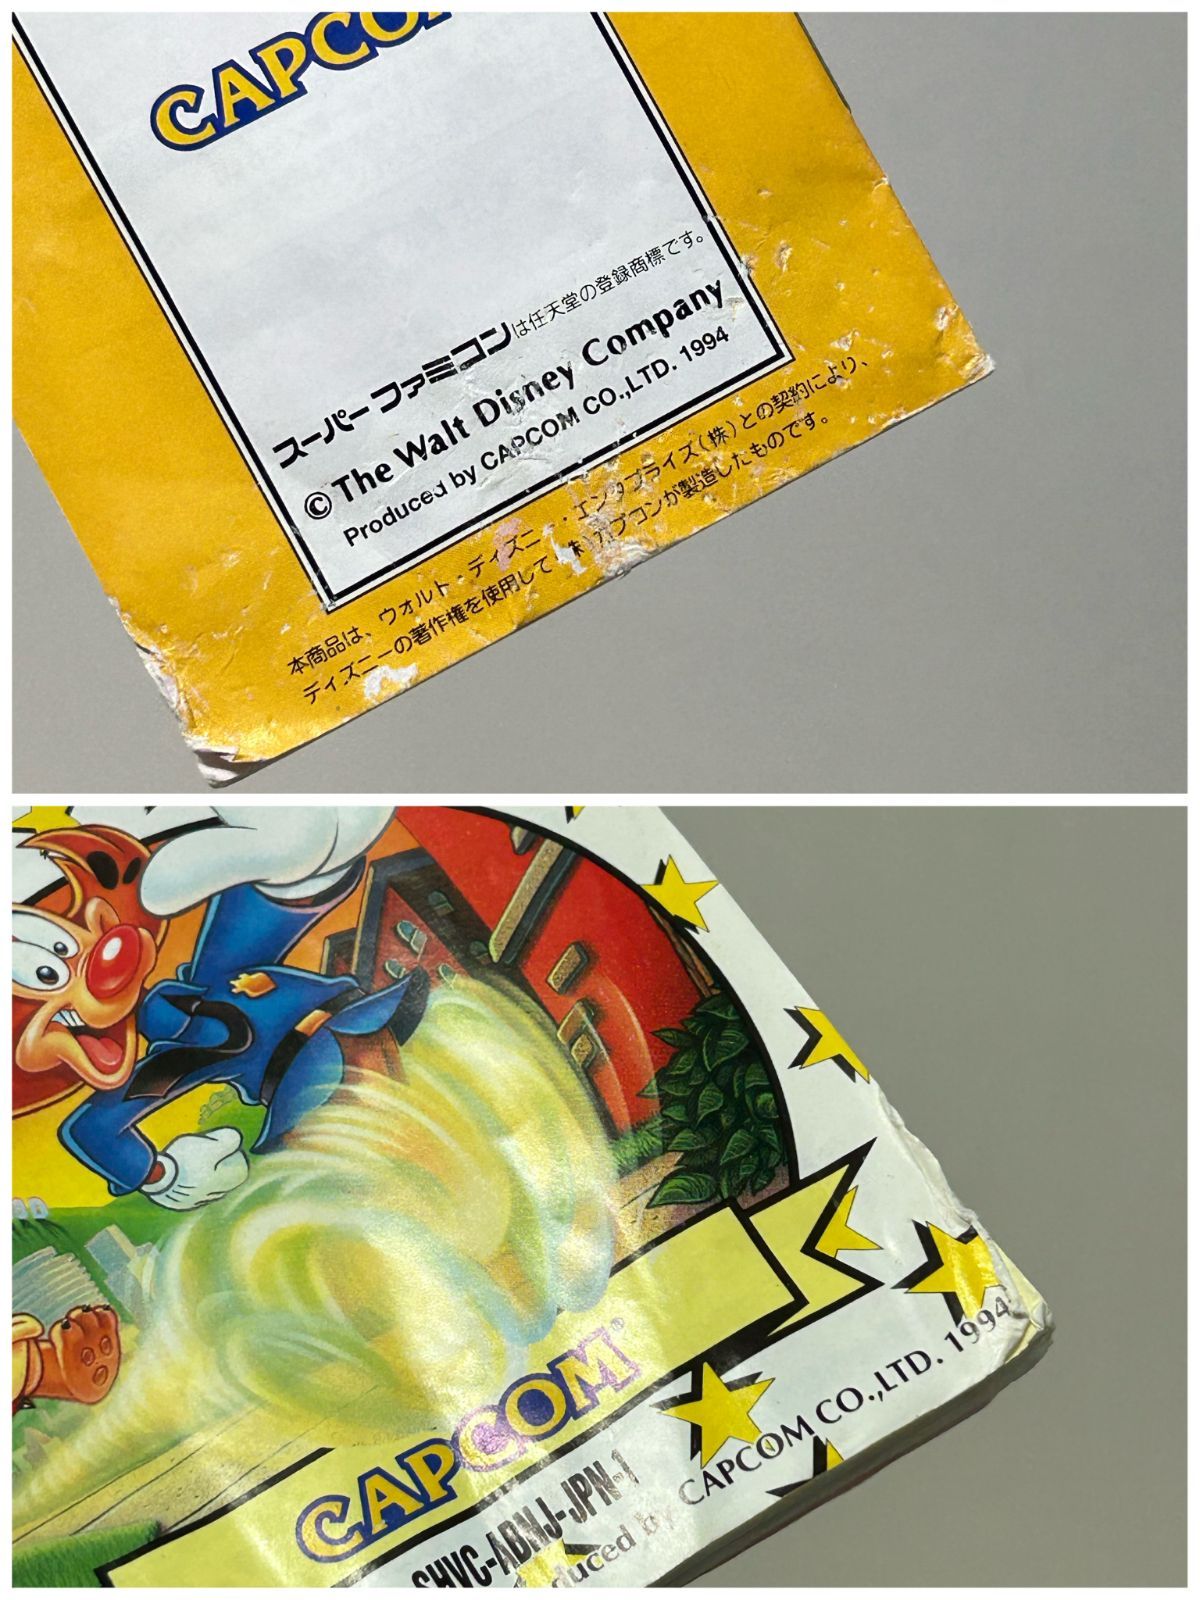 CAPCOM
スーパーファミコンは任天堂の登録商標です。
© The Walt Disney Company
Produced by CAPCOM CO.,LTD. 1994
本商品は、ウォルト・ディズニー・エンタプライズ(株)との契約により、
ディズニーの著作権を使用して(株)カプコンが製造したものです。
CAPCOM®
SHVC-ABNJ-JPN-1
duced by CAPCOM CO.,LTD. 1994